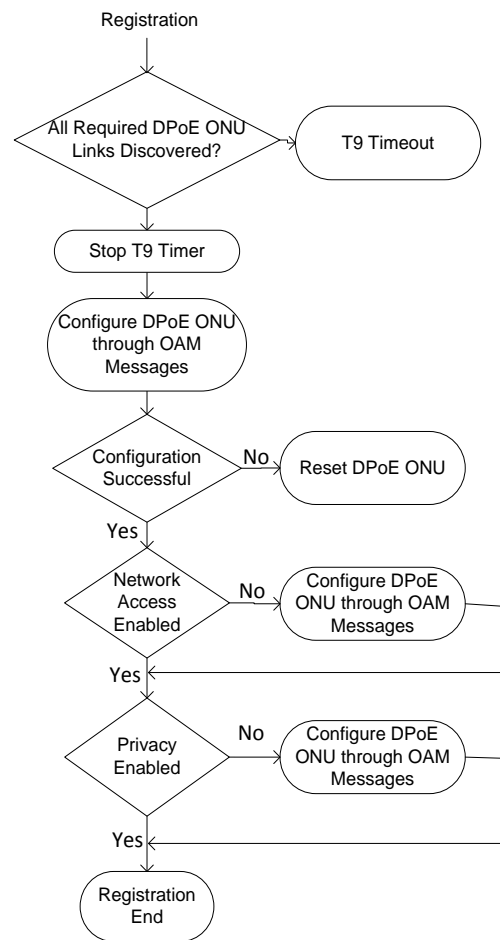 Registration
All Required DPoE ONU
Links Discovered?
T9 Timeout
Stop T9 Timer
Configure DPoE ONU
through OAM
Messages
Configuration
Successful
No
Reset DPoE ONU
Yes
Network
Access
Enabled
No
Configure DPoE
ONU through OAM
Messages
Yes
Privacy
Enabled
No
Configure DPoE
ONU through OAM
Messages
Yes
Registration
End